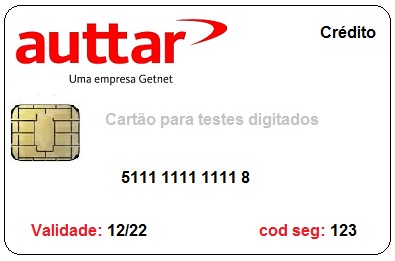 auttar
Crédito
Uma empresa Getnet
Cartão para testes digitados
5111 1111 1111 8
Validade: 12/22
cod seg: 123